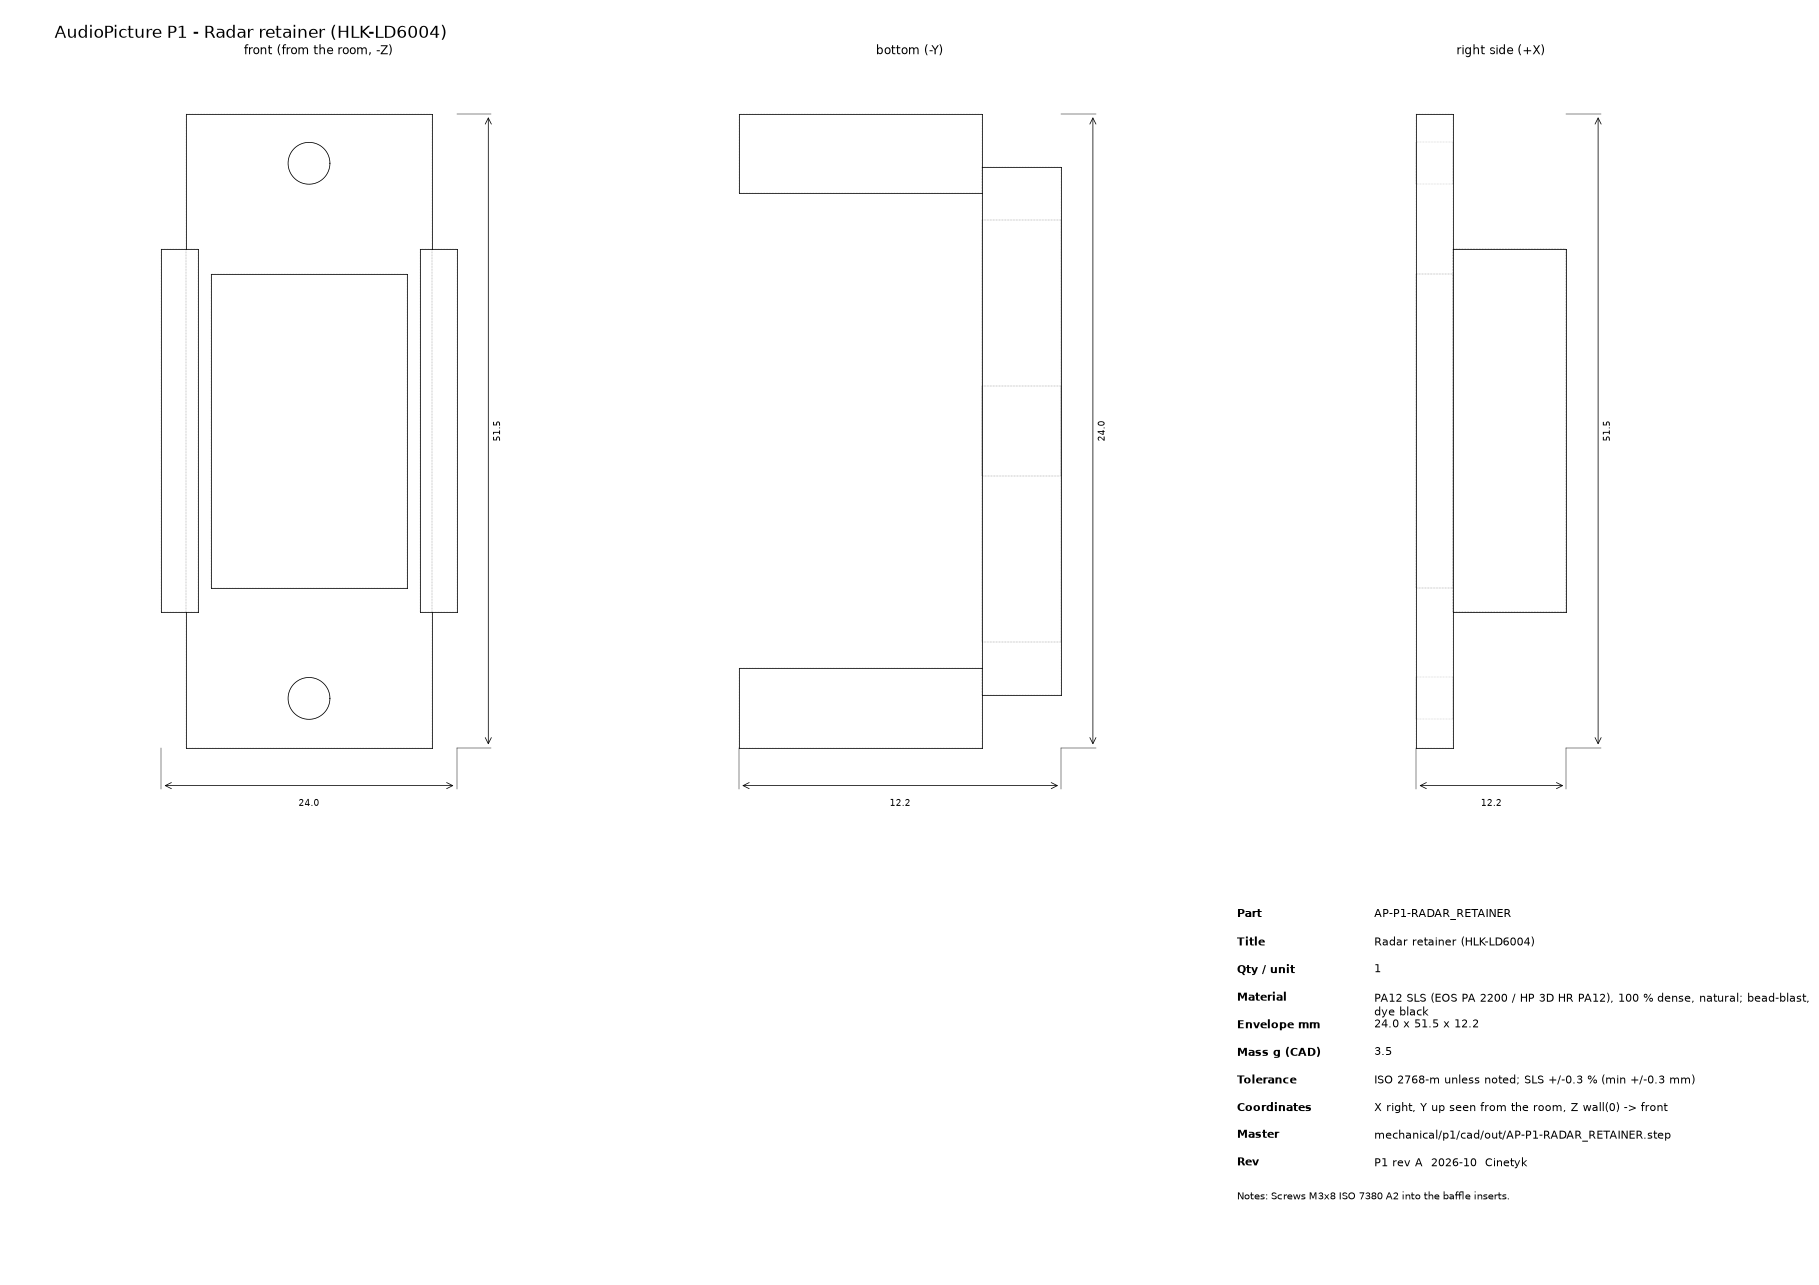 AudioPicture P1 - Radar retainer (HLK-LD6004)
front (from the room, -Z)
bottom (-Y)
right side (+X)
51.5
24.0
51.5
24.0
12.2
12.2
Part AP-P1-RADAR_RETAINER
Title Radar retainer (HLK-LD6004)
Qty / unit 1
Material PA12 SLS (EOS PA 2200 / HP 3D HR PA12), 100 % dense, natural; bead-blast,
dye black
Envelope mm 24.0 x 51.5 x 12.2
Mass g (CAD) 3.5
Tolerance ISO 2768-m unless noted; SLS +/-0.3 % (min +/-0.3 mm)
Coordinates X right, Y up seen from the room, Z wall(0) -> front
Master mechanical/p1/cad/out/AP-P1-RADAR_RETAINER.step
Rev P1 rev A 2026-10 Cinetyk
Notes: Screws M3x8 ISO 7380 A2 into the baffle inserts.